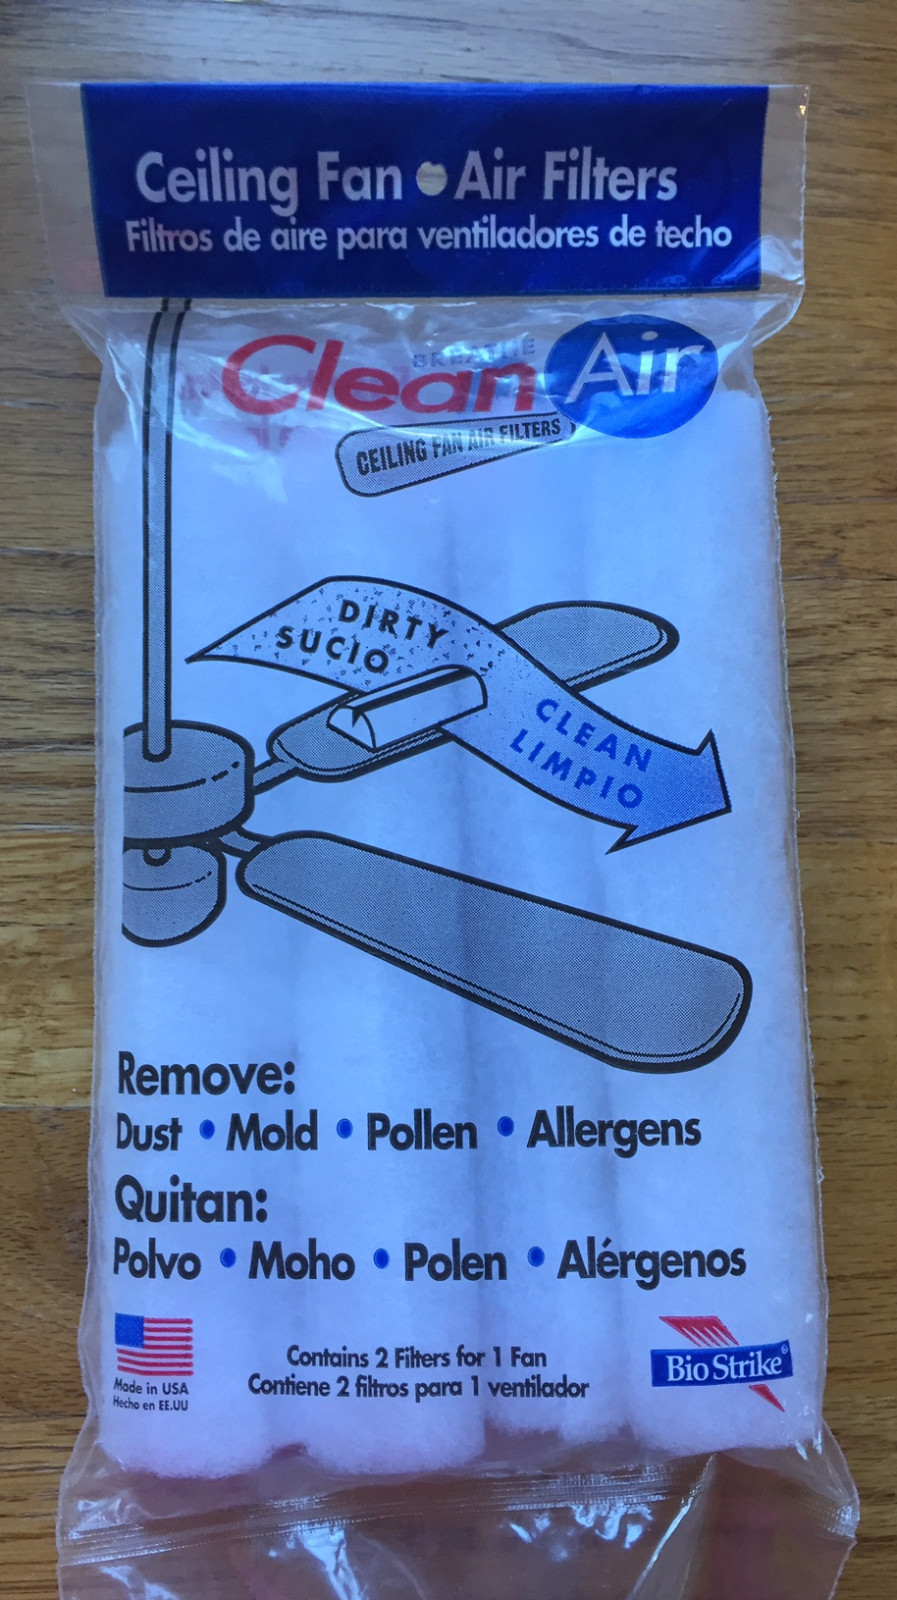 Ceiling Fan Air Filters
Filtros de aire para ventiladores de techo
BREATHE
Clean Air
CEILING FAN AIR FILTERS
DIRTY
SUCIO
CLEAN
LIMPIO
Remove:
Dust • Mold • Pollen • Allergens
Quitan:
Polvo • Moho • Polen • Alérgenos
Made in USA
Hecho en EE.UU
Contains 2 Filters for 1 Fan
Contiene 2 filtros para 1 ventilador
Bio Strike®